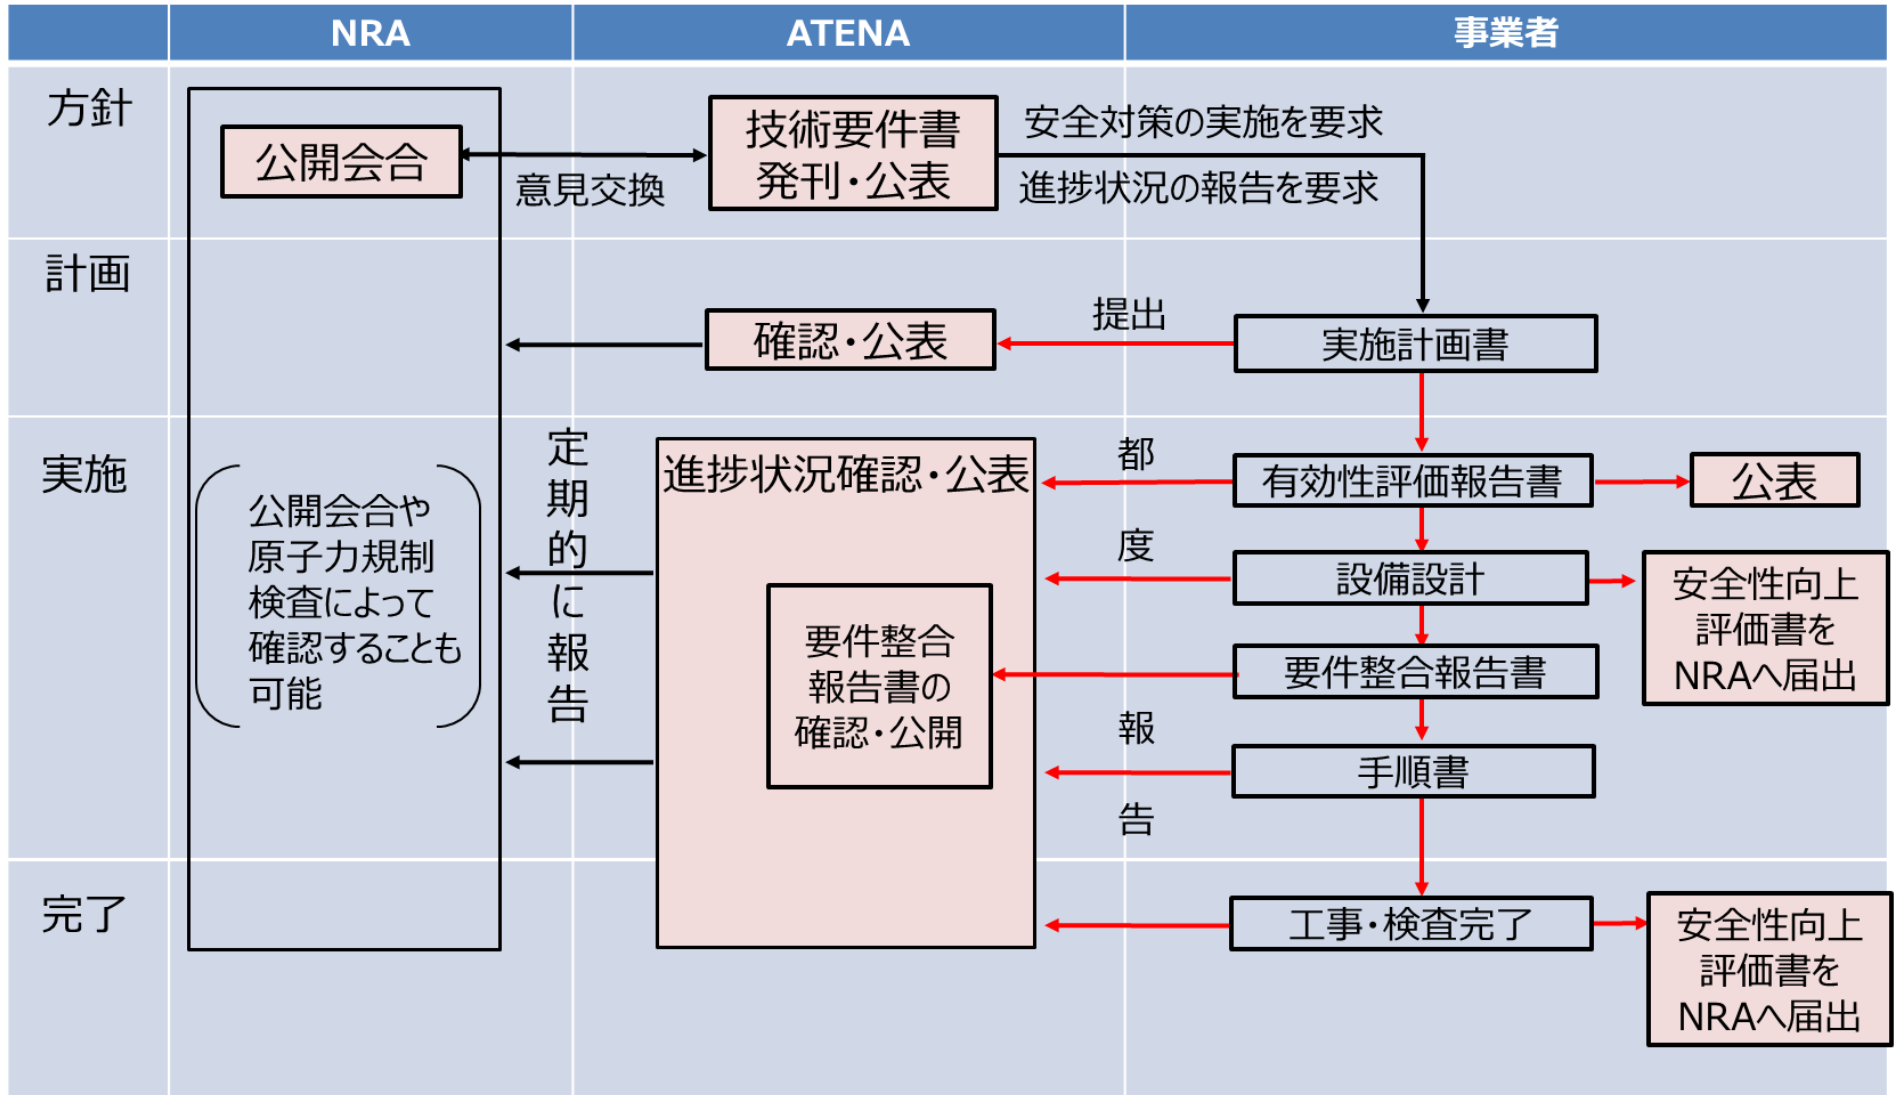 NRA
ATENA
事業者
方針
公開会合
意見交換
技術要件書
発刊・公表
安全対策の実施を要求
進捗状況の報告を要求
計画
確認・公表
提出
実施計画書
実施
公開会合や
原子力規制
検査によって
確認することも
可能
定期的に報告
進捗状況確認・公表
要件整合
報告書の
確認・公開
都度報告
有効性評価報告書
公表
設備設計
安全性向上
評価書を
NRAへ届出
要件整合報告書
手順書
完了
工事・検査完了
安全性向上
評価書を
NRAへ届出